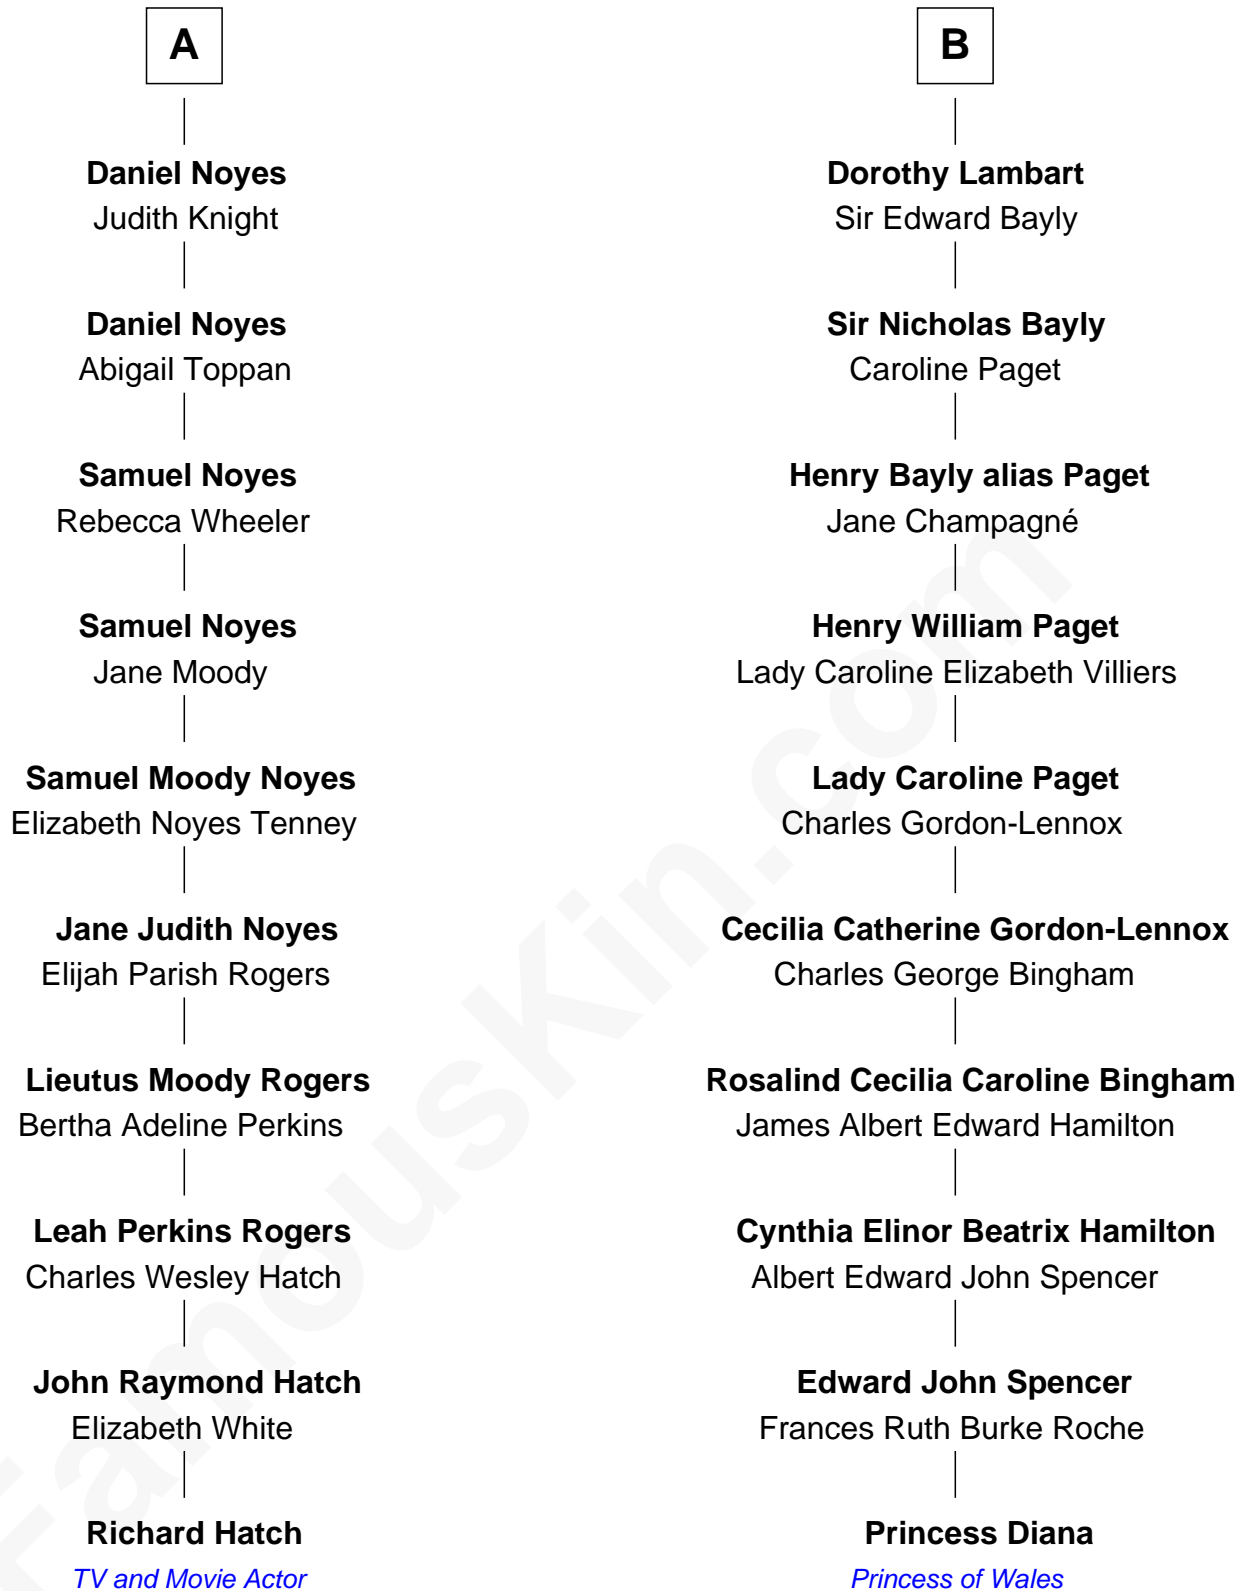 A
Daniel Noyes
Judith Knight
Daniel Noyes
Abigail Toppan
Samuel Noyes
Rebecca Wheeler
Samuel Noyes
Jane Moody
Samuel Moody Noyes
Elizabeth Noyes Tenney
Jane Judith Noyes
Elijah Parish Rogers
Lieutus Moody Rogers
Bertha Adeline Perkins
Leah Perkins Rogers
Charles Wesley Hatch
John Raymond Hatch
Elizabeth White
Richard Hatch
TV and Movie Actor
B
Dorothy Lambart
Sir Edward Bayly
Sir Nicholas Bayly
Caroline Paget
Henry Bayly alias Paget
Jane Champagné
Henry William Paget
Lady Caroline Elizabeth Villiers
Lady Caroline Paget
Charles Gordon-Lennox
Cecilia Catherine Gordon-Lennox
Charles George Bingham
Rosalind Cecilia Caroline Bingham
James Albert Edward Hamilton
Cynthia Elinor Beatrix Hamilton
Albert Edward John Spencer
Edward John Spencer
Frances Ruth Burke Roche
Princess Diana
Princess of Wales
FamousKin.com